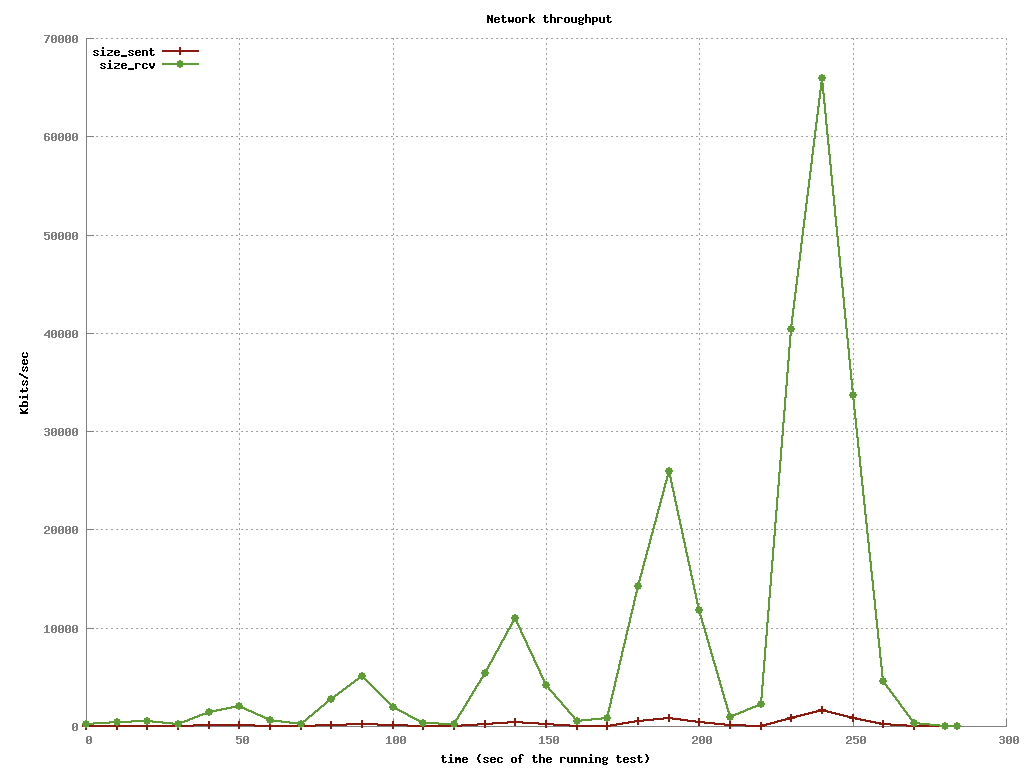 Network throughput
size_sent
size_rcv
70000
60000
50000
40000
30000
20000
10000
0
Kbits/sec
0 50 100 150 200 250 300
time (sec of the running test)